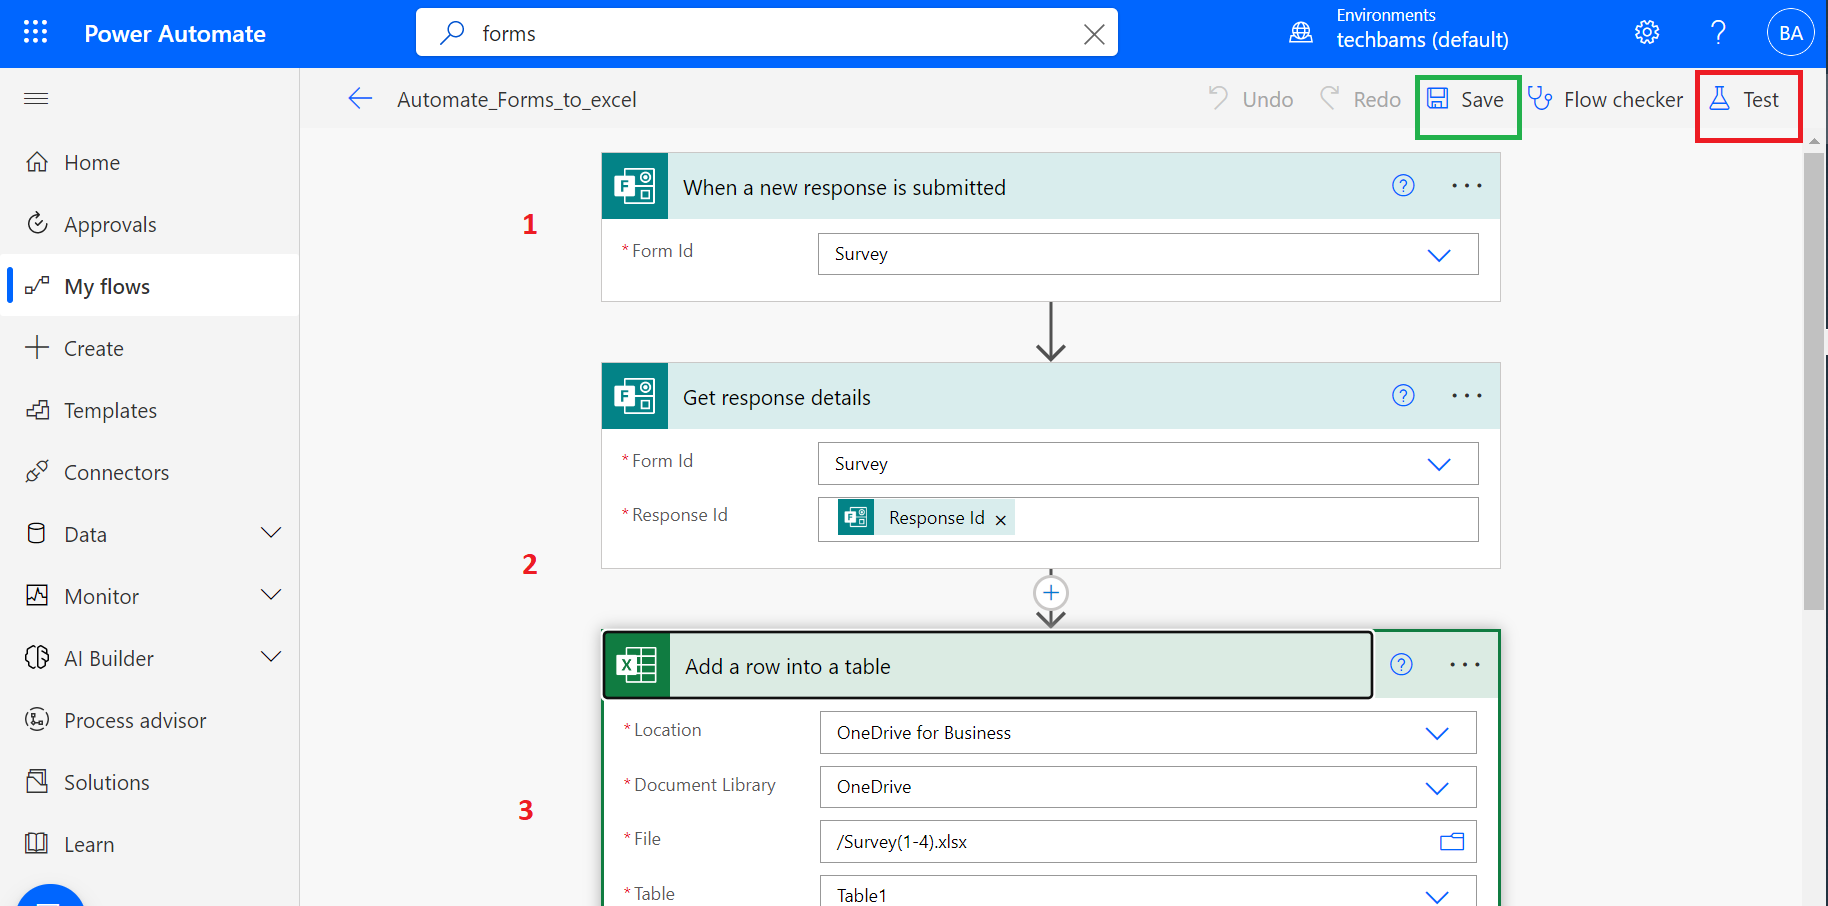 Power Automate
forms
Environments
techbams (default)
?
BA
Automate_Forms_to_excel
Undo
Redo
Save
Flow checker
Test
Home
Approvals
My flows
Create
Templates
Connectors
Data
Monitor
AI Builder
Process advisor
Solutions
Learn
1
F
When a new response is submitted
?
...
* Form Id
Survey
2
F
Get response details
?
...
* Form Id
Survey
* Response Id
F
Response Id ×
3
X
Add a row into a table
?
...
* Location
OneDrive for Business
* Document Library
OneDrive
* File
/Survey(1-4).xlsx
* Table
Table1